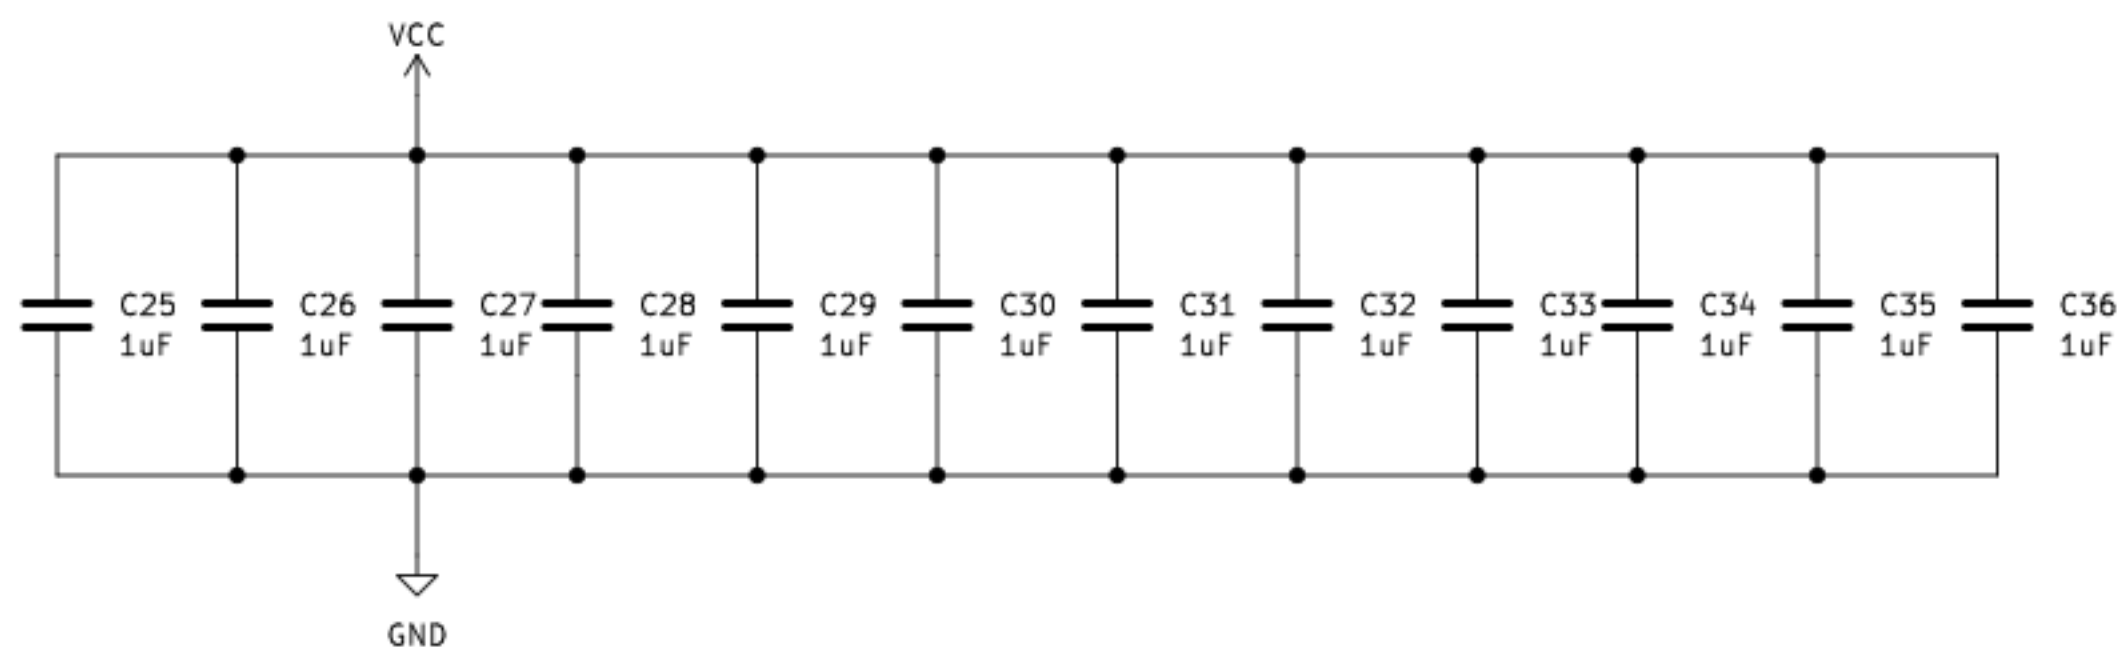 VCC
C25 C26 C27 C28 C29 C30 C31 C32 C33 C34 C35 C36
1uF 1uF 1uF 1uF 1uF 1uF 1uF 1uF 1uF 1uF 1uF 1uF
GND